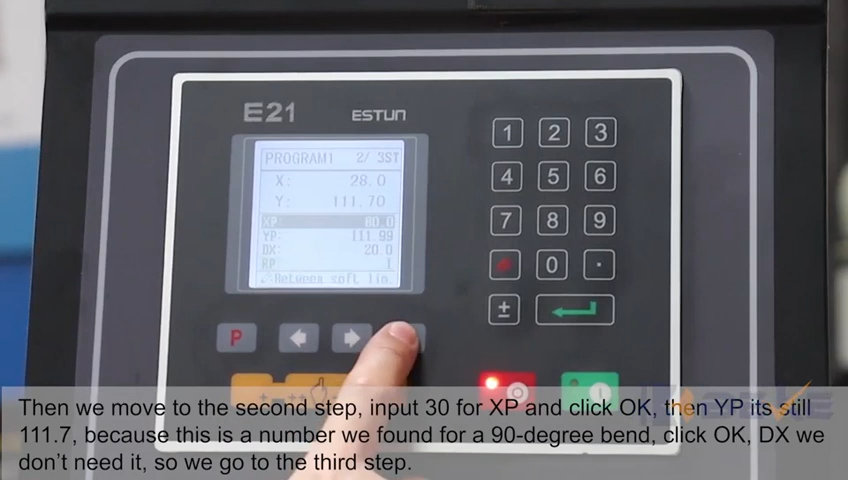 E21 ESTUN
PROGRAM1 2/ 3ST
X: 28.0
Y: 111.70
XP: 60.0
YP: 111.99
DX: 20.0
RP 1
1 2 3
4 5 6
7 8 9
0 .
±
P
Then we move to the second step, input 30 for XP and click OK, then YP its still
111.7, because this is a number we found for a 90-degree bend, click OK, DX we
don't need it, so we go to the third step.